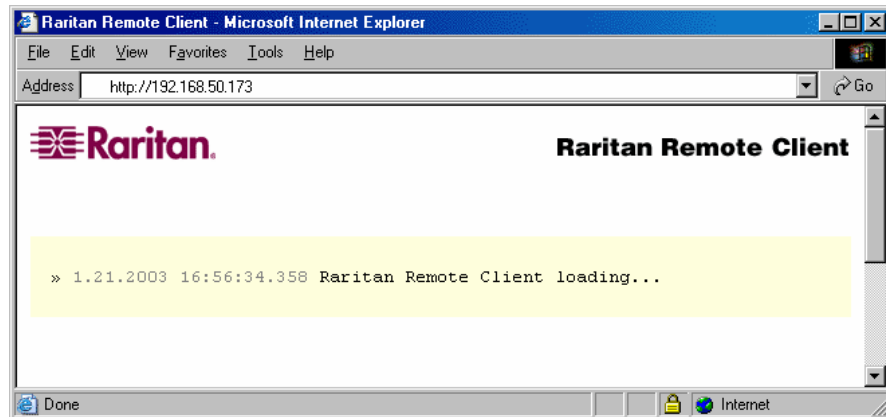 Raritan Remote Client - Microsoft Internet Explorer
File Edit View Favorites Tools Help
Address http://192.168.50.173 Go
Raritan.
Raritan Remote Client
» 1.21.2003 16:56:34.358 Raritan Remote Client loading...
Done Internet